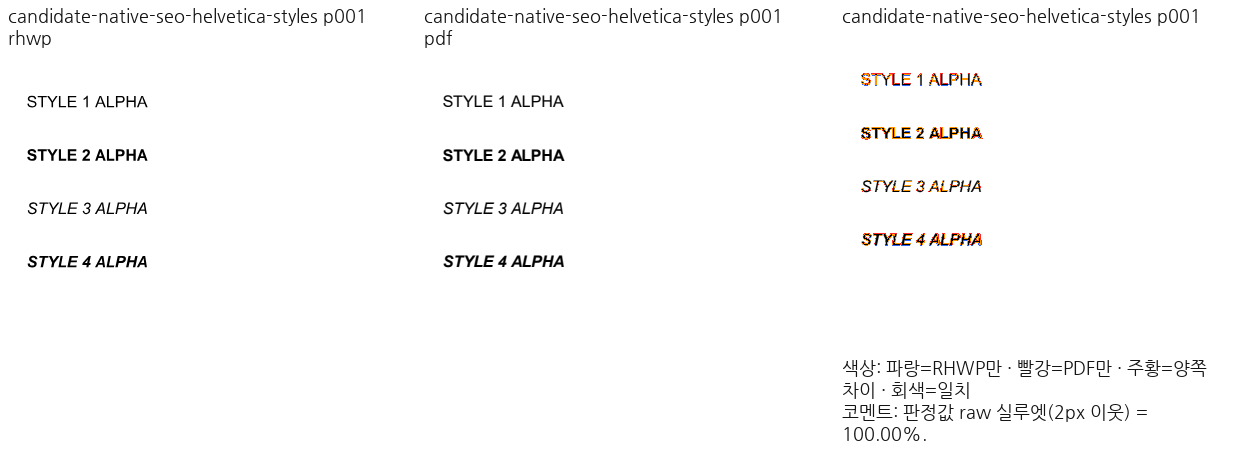 candidate-native-seo-helvetica-styles p001
rhwp
STYLE 1 ALPHA
STYLE 2 ALPHA
STYLE 3 ALPHA
STYLE 4 ALPHA
candidate-native-seo-helvetica-styles p001
pdf
STYLE 1 ALPHA
STYLE 2 ALPHA
STYLE 3 ALPHA
STYLE 4 ALPHA
candidate-native-seo-helvetica-styles p001
STYLE 1 ALPHA
STYLE 2 ALPHA
STYLE 3 ALPHA
STYLE 4 ALPHA
색상: 파랑=RHWP만 · 빨강=PDF만 · 주황=양쪽
차이 · 회색=일치
코멘트: 판정값 raw 실루엣(2px 이웃) =
100.00%.